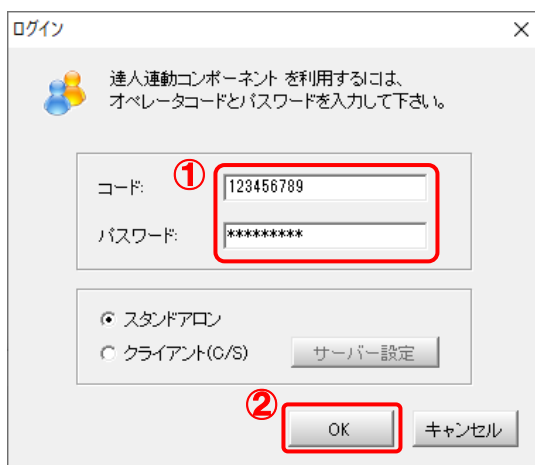 ログイン
達人連動コンポーネント を利用するには、
オペレータコードとパスワードを入力して下さい。
①
コード: 123456789
パスワード: *********
スタンドアロン
クライアント(C/S) サーバー設定
②
OK キャンセル